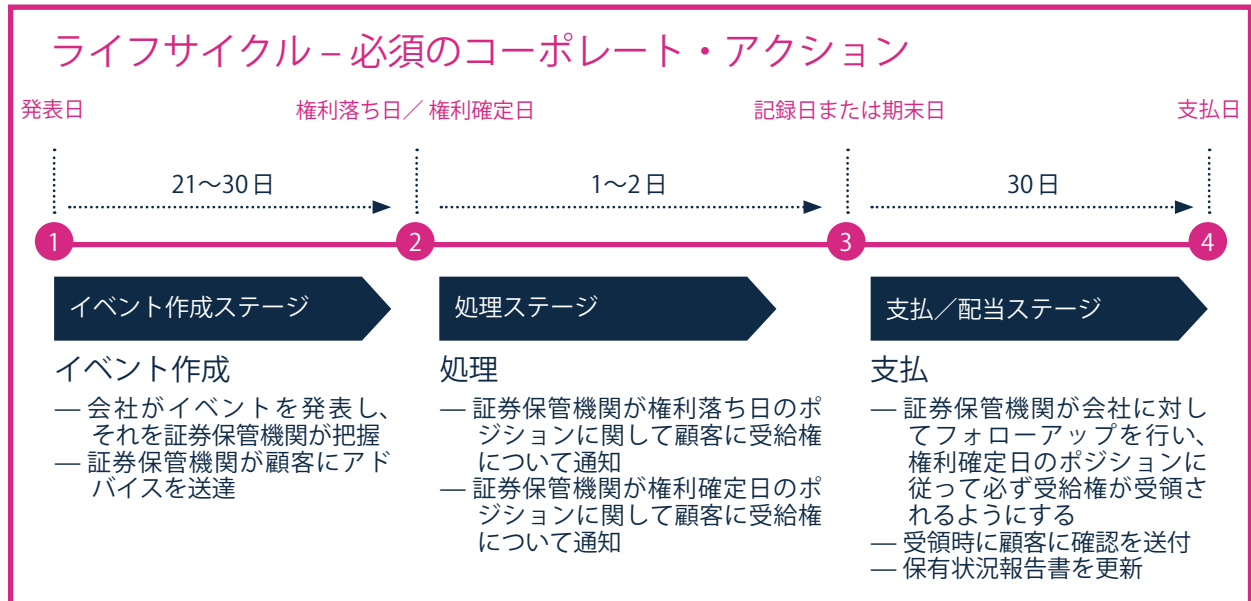 ライフサイクル – 必須のコーポレート・アクション
発表日
権利落ち日／権利確定日
記録日または期末日
支払日
21〜30日
1〜2日
30日
1
2
3
4
イベント作成ステージ
処理ステージ
支払／配当ステージ
イベント作成
— 会社がイベントを発表し、
それを証券保管機関が把握
— 証券保管機関が顧客にアド
バイスを送達
処理
— 証券保管機関が権利落ち日のポ
ジションに関して顧客に受給権
について通知
— 証券保管機関が権利確定日のポ
ジションに関して顧客に受給権
について通知
支払
— 証券保管機関が会社に対し
てフォローアップを行い、
権利確定日のポジションに
従って必ず受給権が受領さ
れるようにする
— 受領時に顧客に確認を送付
— 保有状況報告書を更新